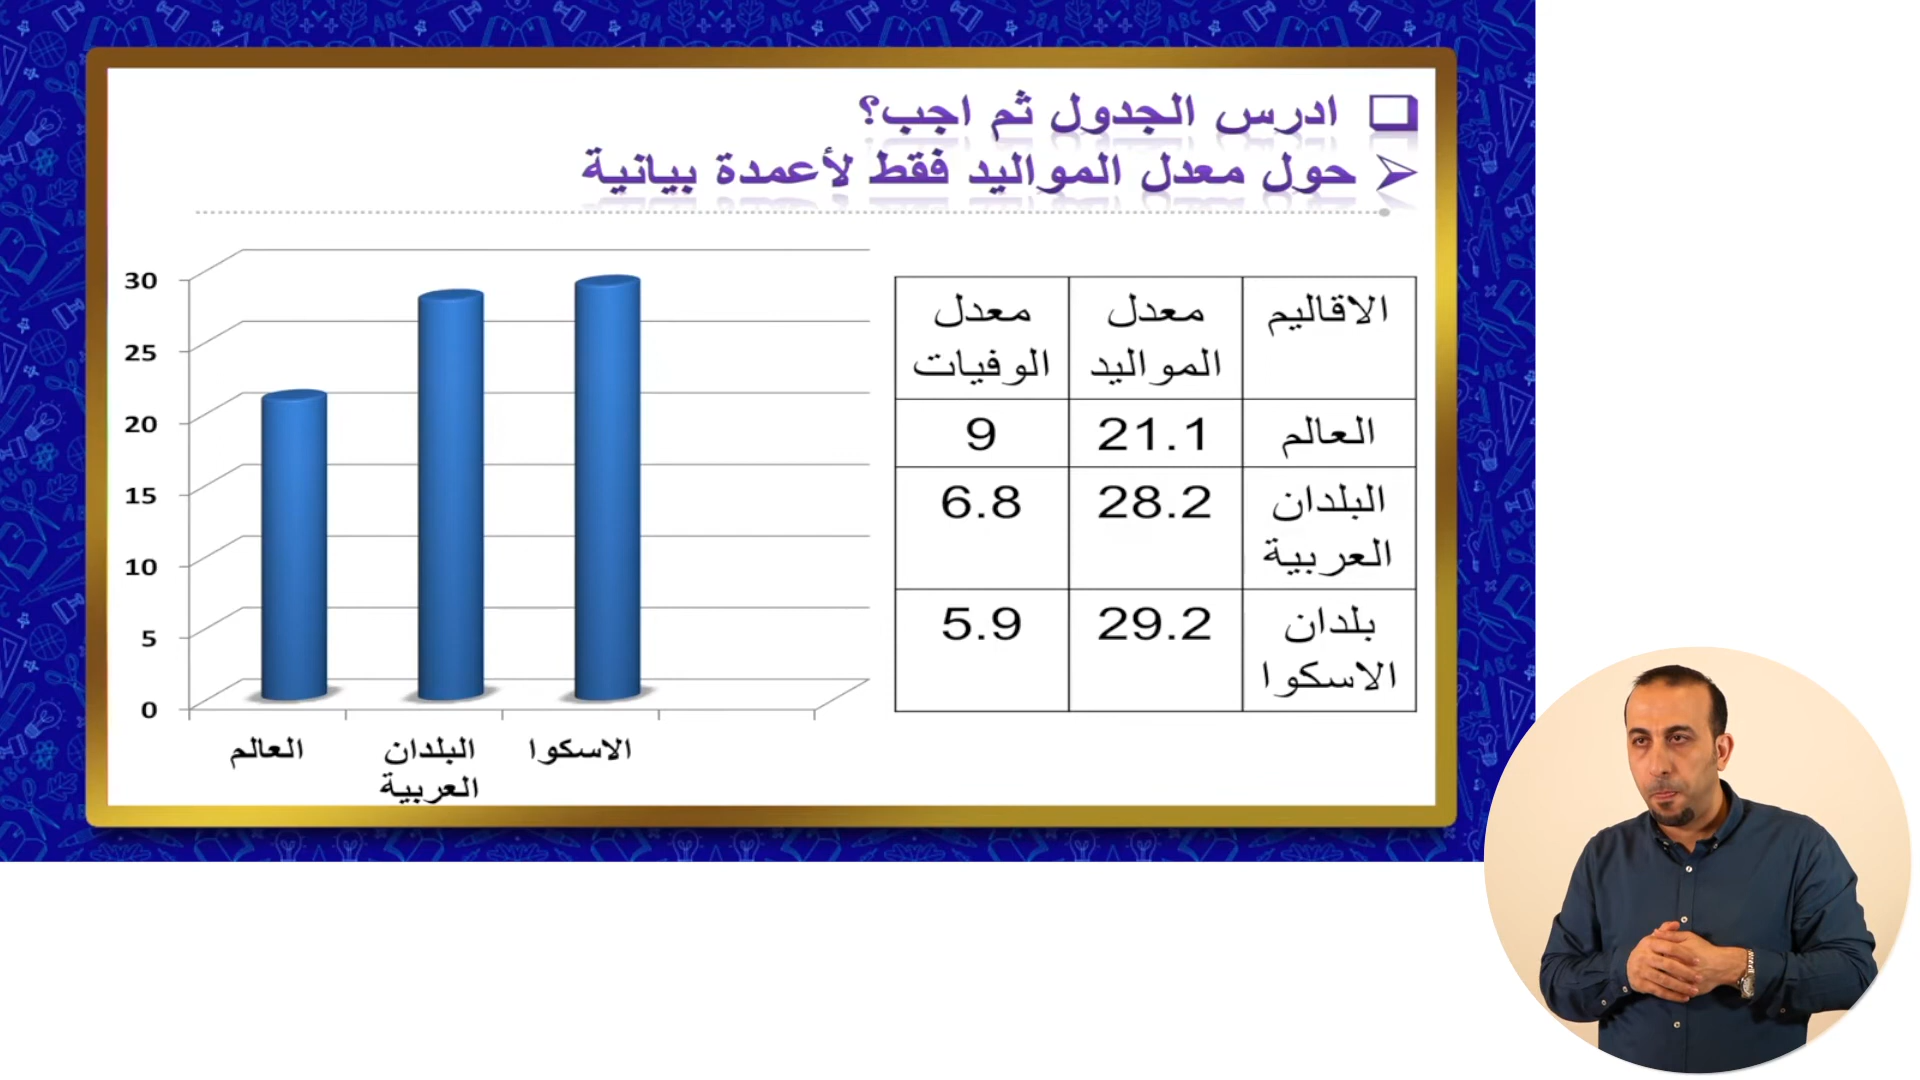 ادرس الجدول ثم اجب؟
حول معدل المواليد فقط لأعمدة بيانية
الاقاليم معدل المواليد معدل الوفيات
العالم 21.1 9
البلدان العربية 28.2 6.8
بلدان الاسكوا 29.2 5.9
30
25
20
15
10
5
0
العالم
البلدان العربية
الاسكوا